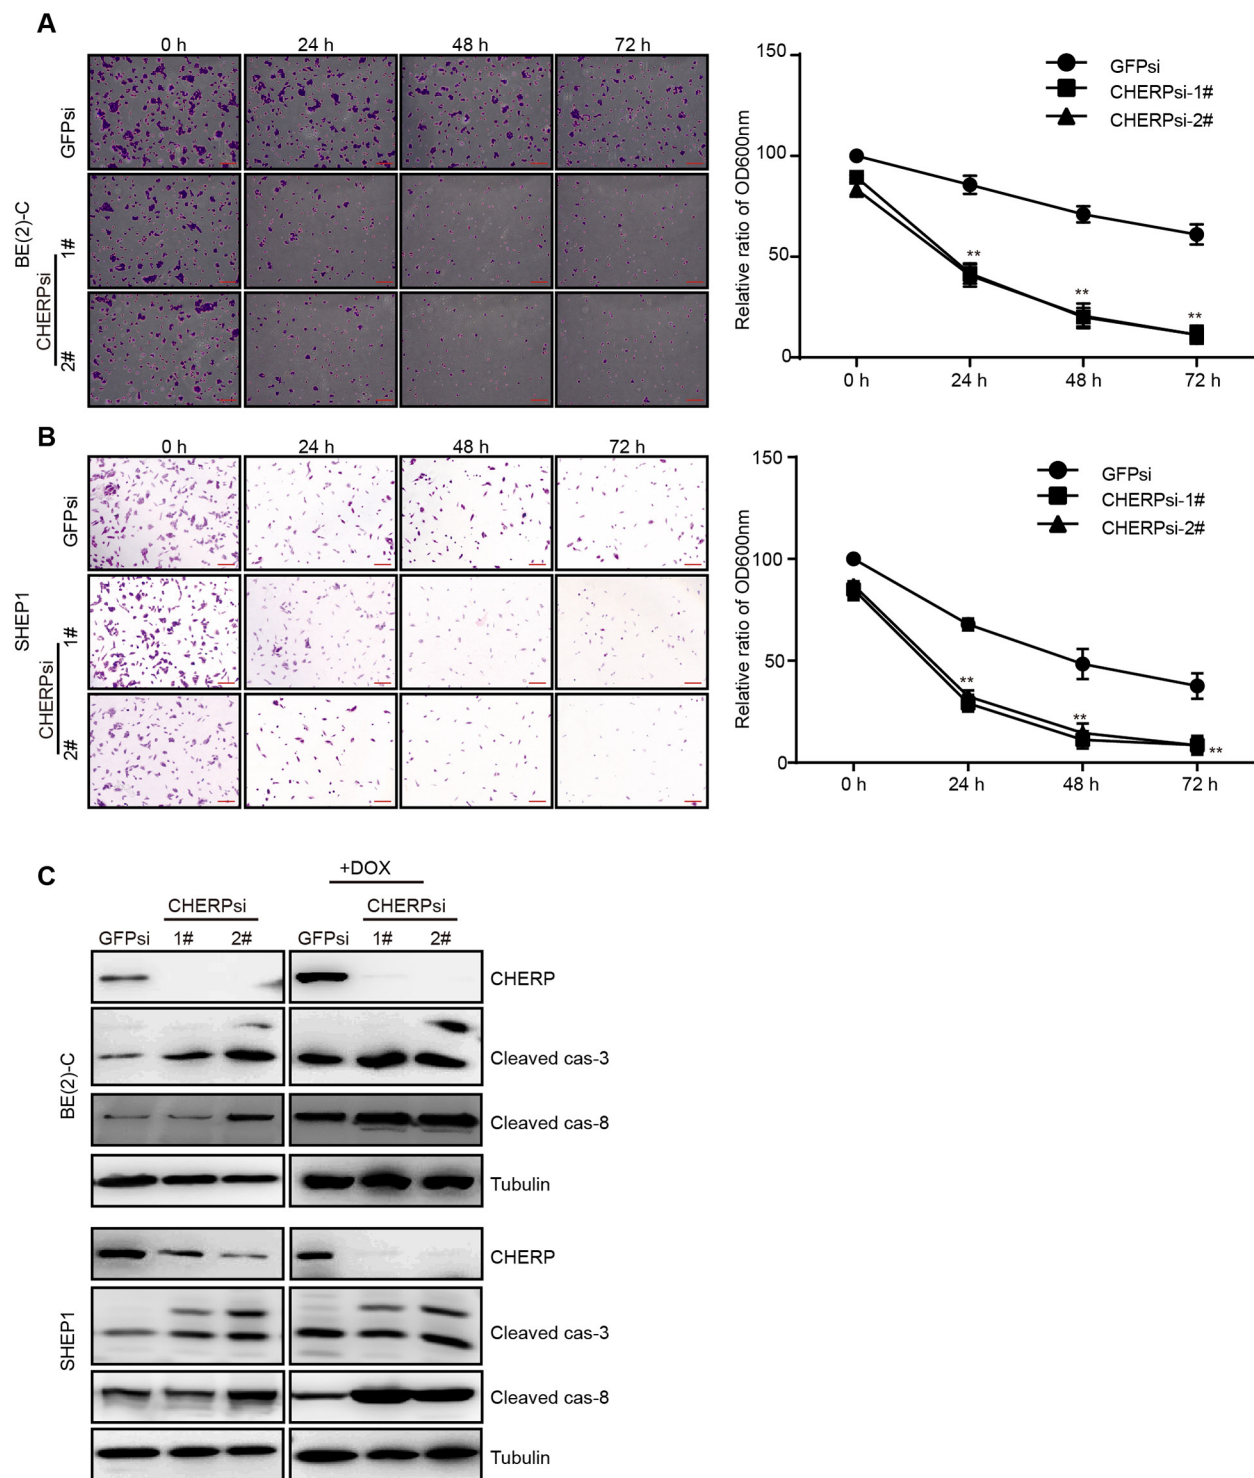 A
0 h 24 h 48 h 72 h
GFPsi
BE(2)-C
CHERPsi
1#
2#
150
100
50
0
Relative ratio of OD600nm
GFPsi
CHERPsi-1#
CHERPsi-2#
**
**
**
0 h 24 h 48 h 72 h
B
0 h 24 h 48 h 72 h
GFPsi
SHEP1
CHERPsi
1#
2#
150
100
50
0
Relative ratio of OD600nm
GFPsi
CHERPsi-1#
CHERPsi-2#
**
**
**
0 h 24 h 48 h 72 h
C
+DOX
CHERPsi CHERPsi
GFPsi 1# 2# GFPsi 1# 2#
BE(2)-C
CHERP
Cleaved cas-3
Cleaved cas-8
Tubulin
SHEP1
CHERP
Cleaved cas-3
Cleaved cas-8
Tubulin